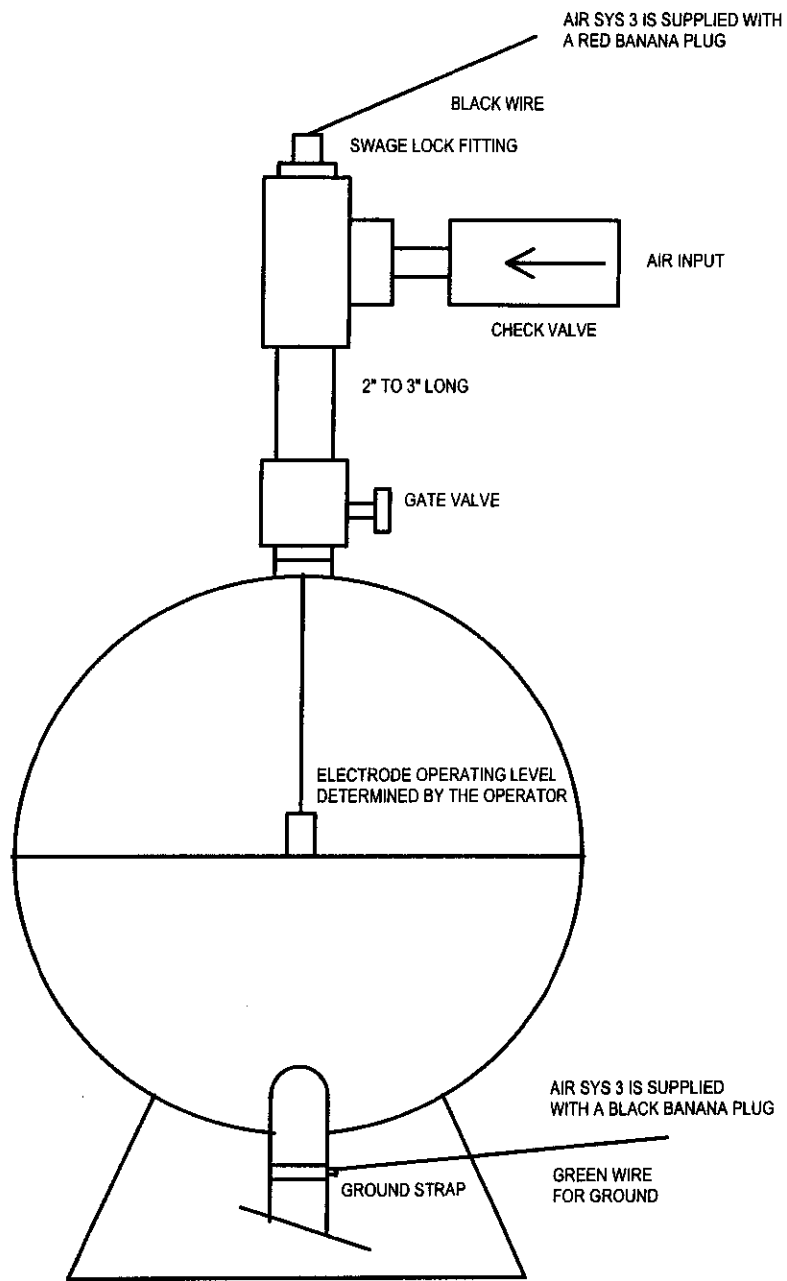 AIR SYS 3 IS SUPPLIED WITH
A RED BANANA PLUG
BLACK WIRE
SWAGE LOCK FITTING
AIR INPUT
CHECK VALVE
2" TO 3" LONG
GATE VALVE
ELECTRODE OPERATING LEVEL
DETERMINED BY THE OPERATOR
AIR SYS 3 IS SUPPLIED
WITH A BLACK BANANA PLUG
GROUND STRAP
GREEN WIRE
FOR GROUND